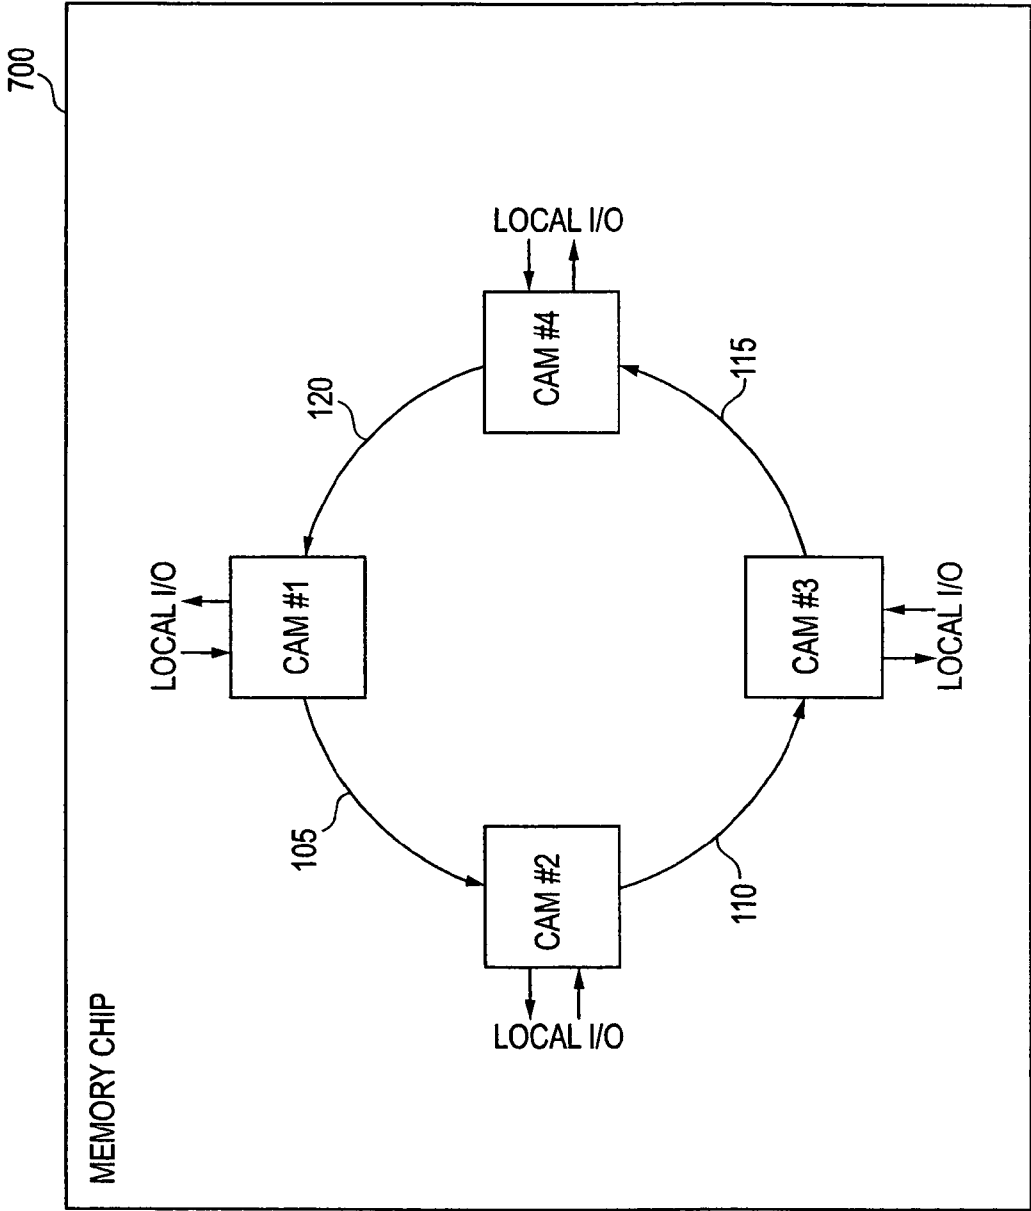 700
MEMORY CHIP
LOCAL I/O
CAM #1
105
120
LOCAL I/O
CAM #2
CAM #4
LOCAL I/O
110
115
CAM #3
LOCAL I/O